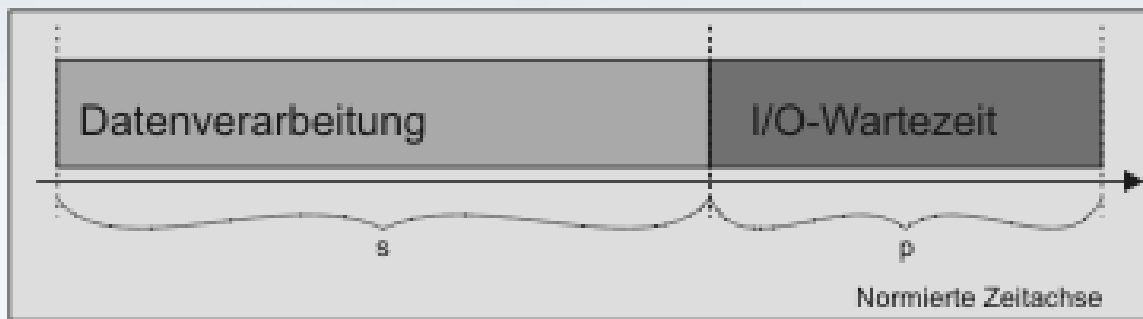 Datenverarbeitung
I/O-Wartezeit
s
p
Normierte Zeitachse